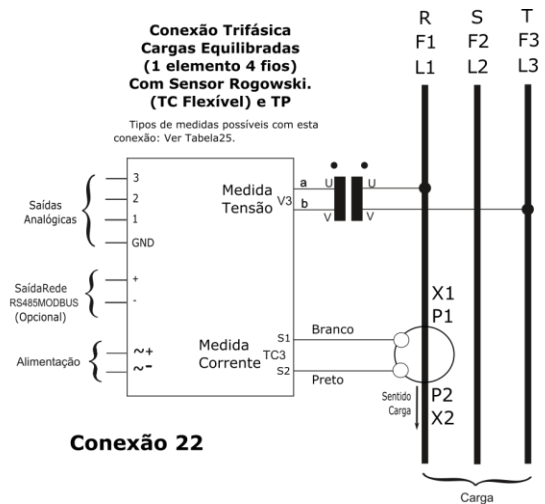 Conexão Trifásica
Cargas Equilibradas
(1 elemento 4 fios)
Com Sensor Rogowski.
(TC Flexível) e TP
Tipos de medidas possíveis com esta
conexão: Ver Tabela25.
R S T
F1 F2 F3
L1 L2 L3
Saídas
Analógicas
3
2
1
GND
SaídaRede
RS485MODBUS
(Opcional)
+
-
Alimentação
~+
~-
Medida
Tensão
V3
a
b
U U
V V
Medida
Corrente
TC3
S1
S2
Branco
Preto
X1
P1
P2
X2
Sentido
Carga
Conexão 22
Carga